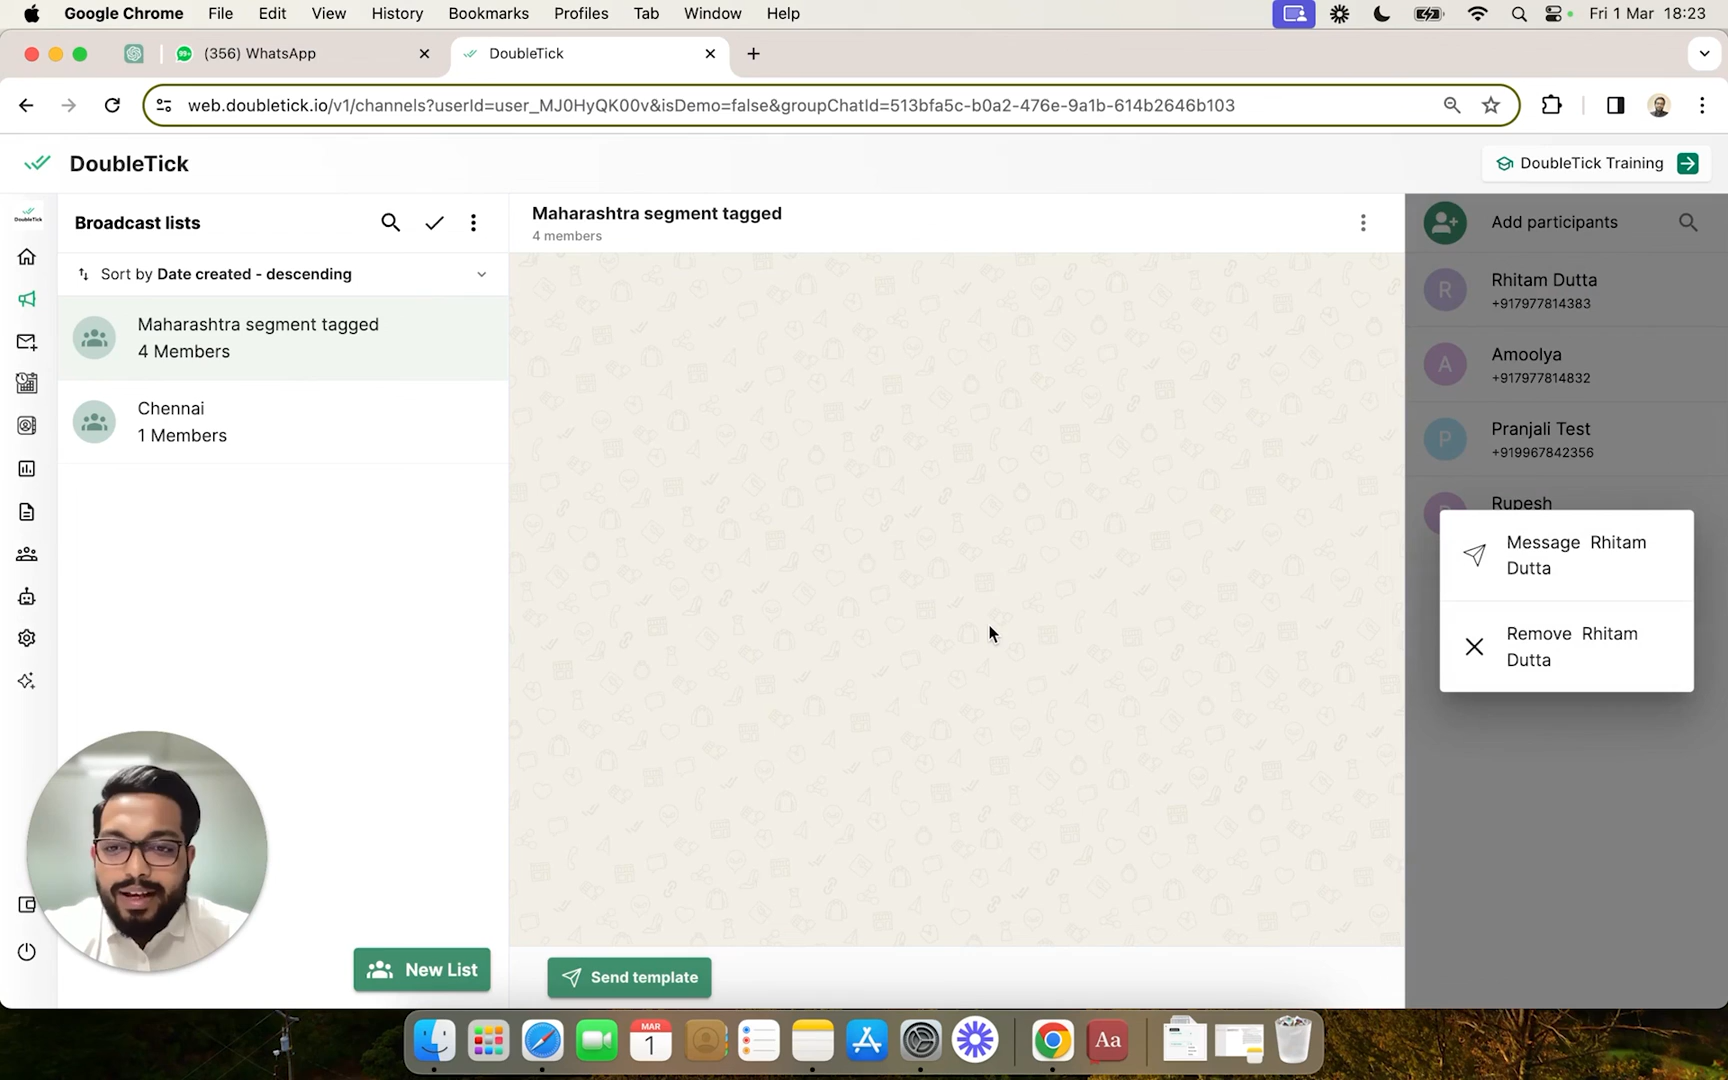 Google Chrome File Edit View History Bookmarks Profiles Tab Window Help Fri 1 Mar 18:23
99+ (356) WhatsApp DoubleTick
web.doubletick.io/v1/channels?userId=user_MJ0HyQK00v&isDemo=false&groupChatId=513bfa5c-b0a2-476e-9a1b-614b2646b103
DoubleTick DoubleTick Training
DoubleTick
Broadcast lists
Sort by Date created - descending
Maharashtra segment tagged
4 Members
Chennai
1 Members
New List
Maharashtra segment tagged
4 members
Send template
Add participants
R Rhitam Dutta
+917977814383
A Amoolya
+917977814832
P Pranjali Test
+919967842356
Rupesh
Message Rhitam
Dutta
Remove Rhitam
Dutta
MAR
1
Aa